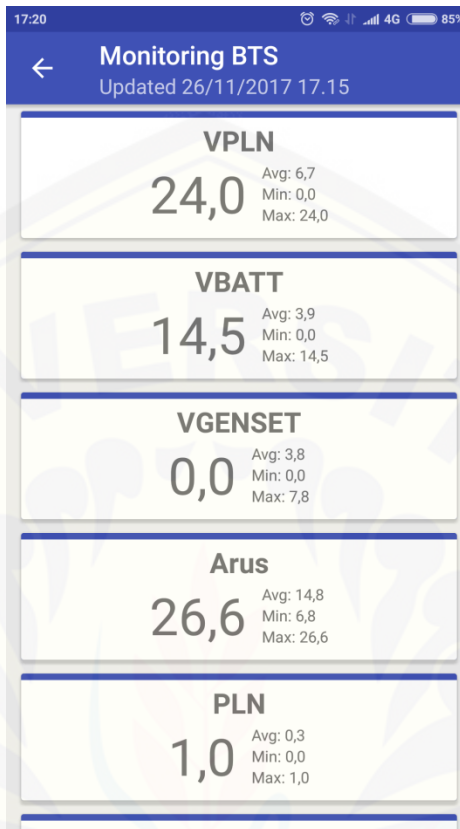 17:20 4G 85%
Monitoring BTS
Updated 26/11/2017 17.15
VPLN
24,0
Avg: 6,7
Min: 0,0
Max: 24,0
VBATT
14,5
Avg: 3,9
Min: 0,0
Max: 14,5
VGENSET
0,0
Avg: 3,8
Min: 0,0
Max: 7,8
Arus
26,6
Avg: 14,8
Min: 6,8
Max: 26,6
PLN
1,0
Avg: 0,3
Min: 0,0
Max: 1,0